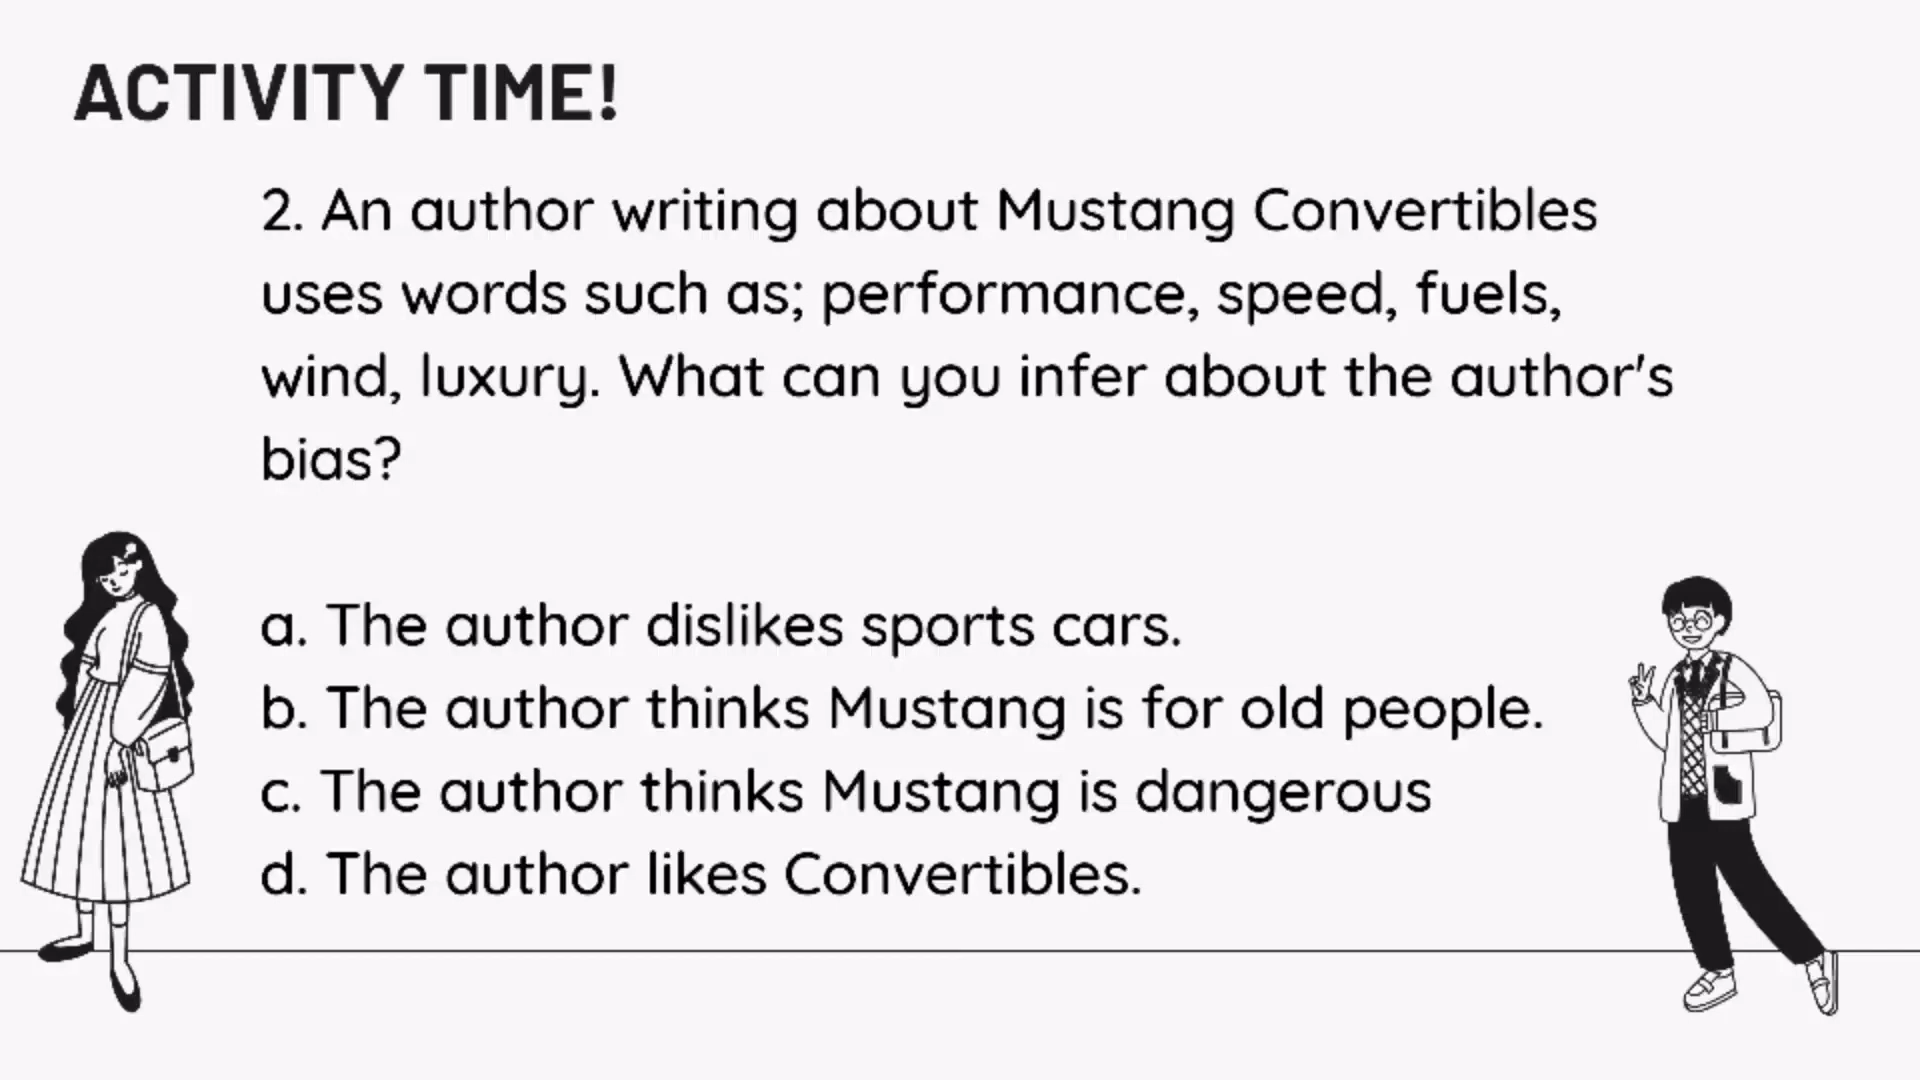 ACTIVITY TIME!
2. An author writing about Mustang Convertibles
uses words such as; performance, speed, fuels,
wind, luxury. What can you infer about the author's
bias?
a. The author dislikes sports cars.
b. The author thinks Mustang is for old people.
c. The author thinks Mustang is dangerous
d. The author likes Convertibles.